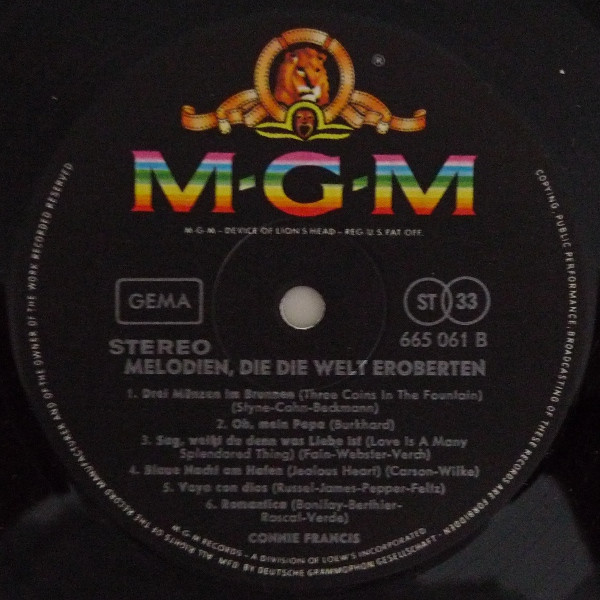 ®
M·G·M
M-G-M – DEVICE OF LION'S HEAD – REG. U.S. PAT. OFF.
GEMA
ST 33
665 061 B
STEREO
MELODIEN, DIE DIE WELT EROBERTEN
1. Drei Münzen im Brunnen (Three Coins In The Fountain)
(Styne-Cahn-Beckmann)
2. Oh, mein Papa (Burkhard)
3. Sag, weißt du denn was Liebe ist (Love Is A Many
Splendored Thing) (Fain-Webster-Verch)
4. Blaue Nacht am Hafen (Jealous Heart) (Carson-Wilke)
5. Vaya con dios (Russel-James-Pepper-Feltz)
6. Romantica (Bonifay-Berthier-
Rascal-Verde)
CONNIE FRANCIS
M-G-M RECORDS – A DIVISION OF LOEW'S INCORPORATED
MFD. BY DEUTSCHE GRAMMOPHON GESELLSCHAFT · ALL RIGHTS OF THE RECORD MANUFACTURER AND OF THE OWNER OF THE WORK RECORDED RESERVED
COPYING, PUBLIC PERFORMANCE, BROADCASTING OF THESE RECORDS ARE FORBIDDEN